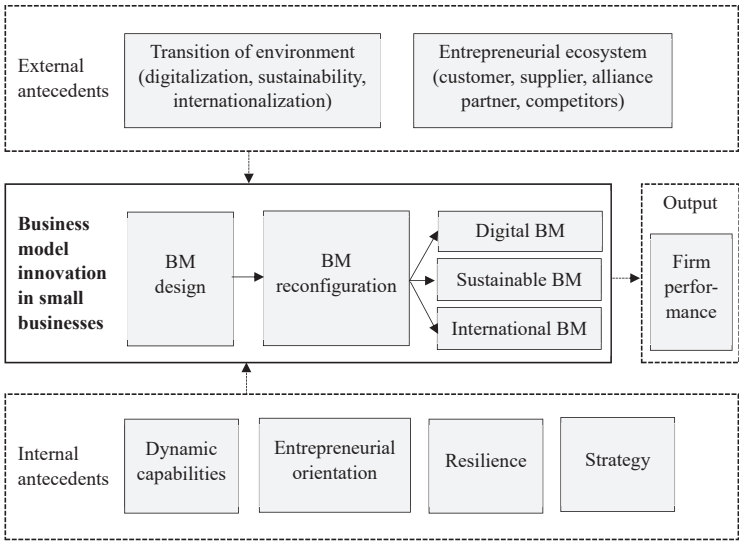 External
antecedents
Transition of environment
(digitalization, sustainability,
internationalization)
Entrepreneurial ecosystem
(customer, supplier, alliance
partner, competitors)
Business
model
innovation
in small
businesses
BM
design
BM
reconfiguration
Digital BM
Sustainable BM
International BM
Output
Firm
perfor-
mance
Internal
antecedents
Dynamic
capabilities
Entrepreneurial
orientation
Resilience
Strategy